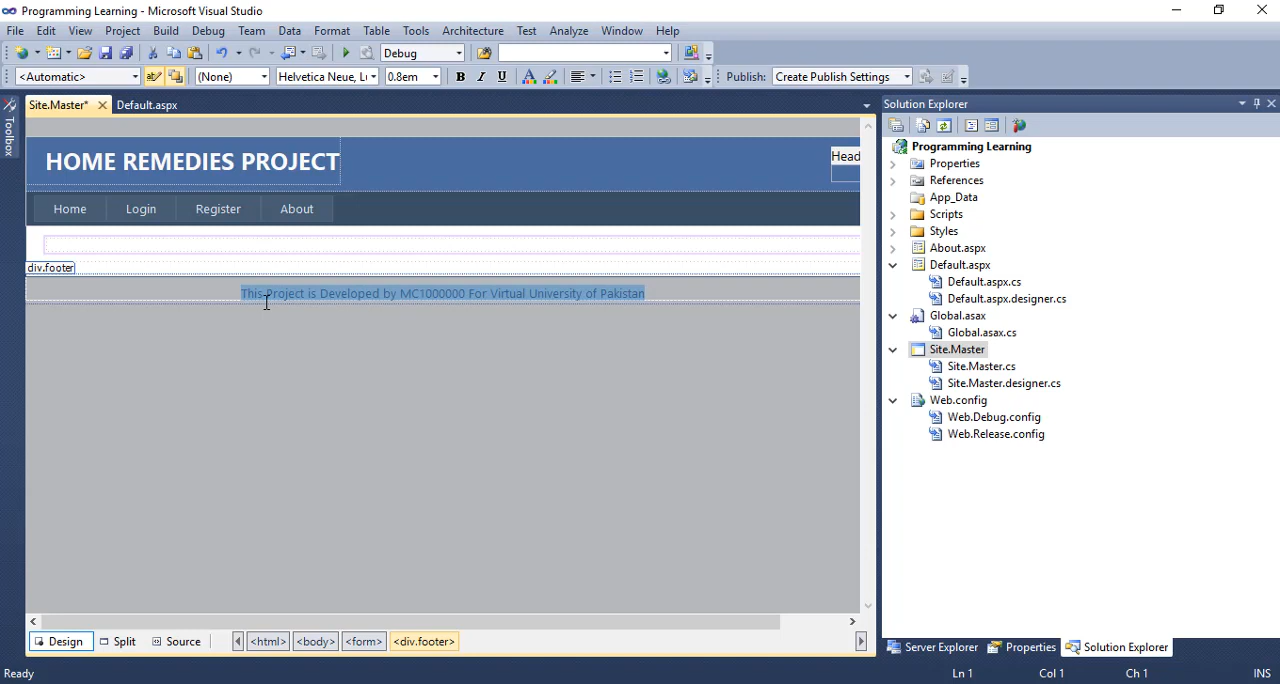 Programming Learning - Microsoft Visual Studio
File Edit View Project Build Debug Team Data Format Table Tools Architecture Test Analyze Window Help
Debug
<Automatic> (None) Helvetica Neue, Lu 0.8em B I U A Publish: Create Publish Settings
Toolbox
Site.Master* Default.aspx
HOME REMEDIES PROJECT
Head
Home Login Register About
div.footer
This Project is Developed by MC1000000 For Virtual University of Pakistan
Design Split Source <html> <body> <form> <div.footer>
Solution Explorer
Programming Learning
Properties
References
App_Data
Scripts
Styles
About.aspx
Default.aspx
Default.aspx.cs
Default.aspx.designer.cs
Global.asax
Global.asax.cs
Site.Master
Site.Master.cs
Site.Master.designer.cs
Web.config
Web.Debug.config
Web.Release.config
Server Explorer Properties Solution Explorer
Ready Ln 1 Col 1 Ch 1 INS